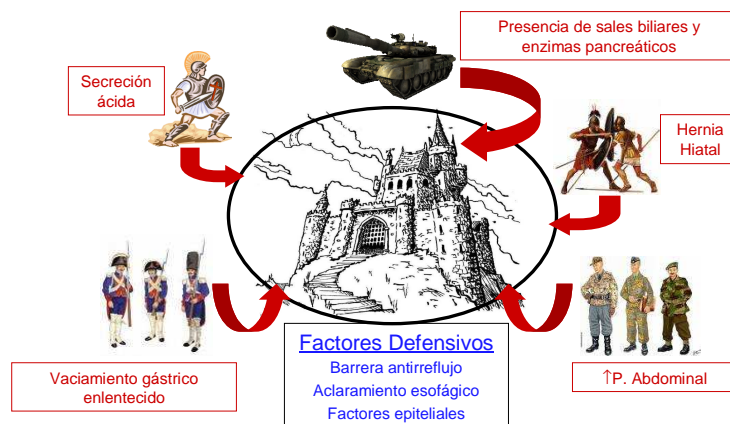 Presencia de sales biliares y
enzimas pancreáticos
Secreción
ácida
Hernia
Hiatal
Factores Defensivos
Barrera antirreflujo
Aclaramiento esofágico
Factores epiteliales
Vaciamiento gástrico
enlentecido
↑P. Abdominal